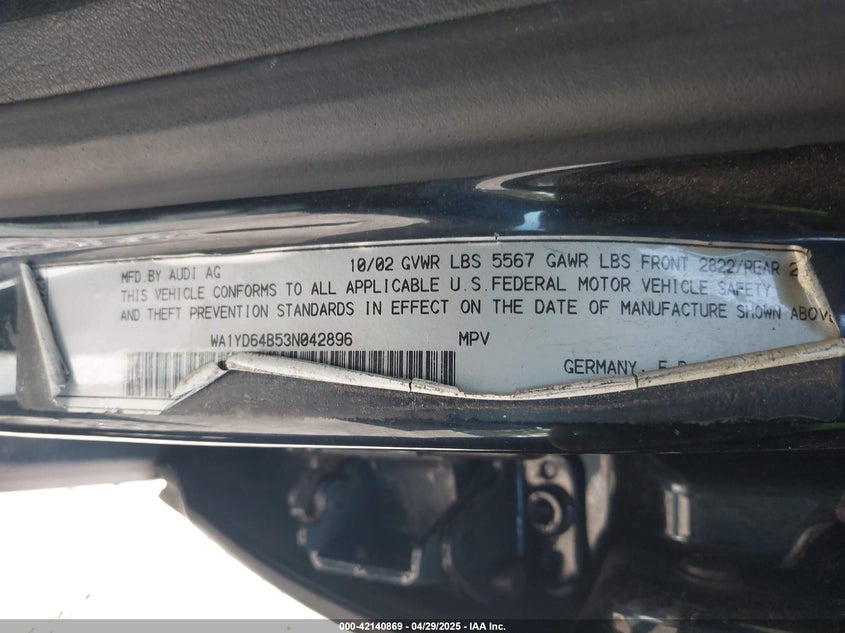 MFD BY AUDI AG 10/02 GVWR LBS 5567 GAWR LBS FRONT 2822/REAR 2
THIS VEHICLE CONFORMS TO ALL APPLICABLE U.S.FEDERAL MOTOR VEHICLE SAFETY
AND THEFT PREVENTION STANDARDS IN EFFECT ON THE DATE OF MANUFACTURE SHOWN ABOVE
WA1YD64B53N042896 MPV
GERMANY,
000-42140869 | 04/29/2025 | IAA Inc.